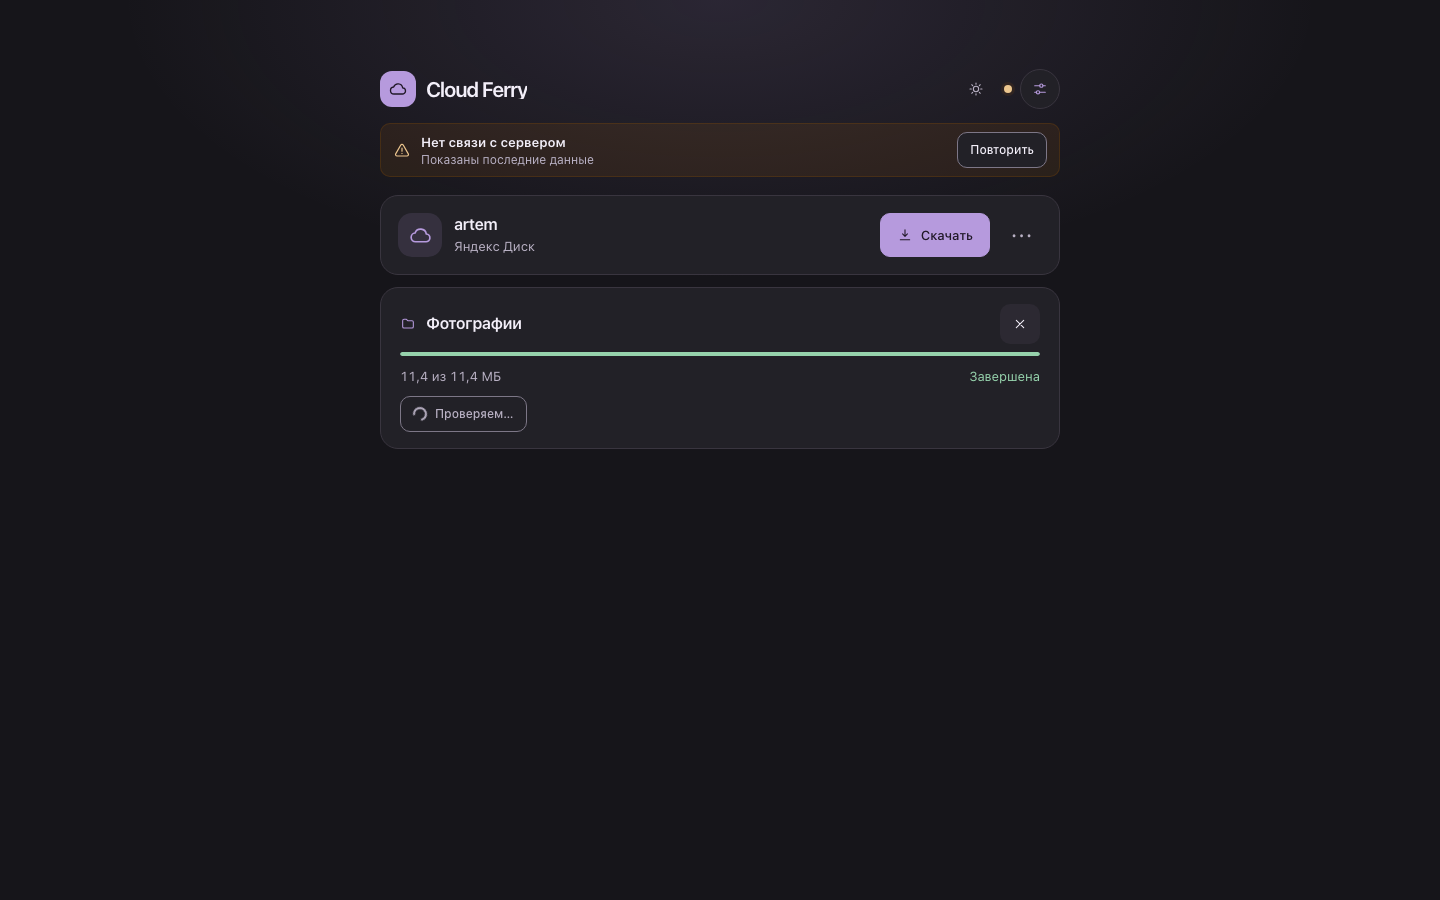 Cloud Ferry
Нет связи с сервером
Показаны последние данные
Повторить
artem
Яндекс Диск
Скачать
Фотографии
11,4 из 11,4 МБ
Завершена
Проверяем…